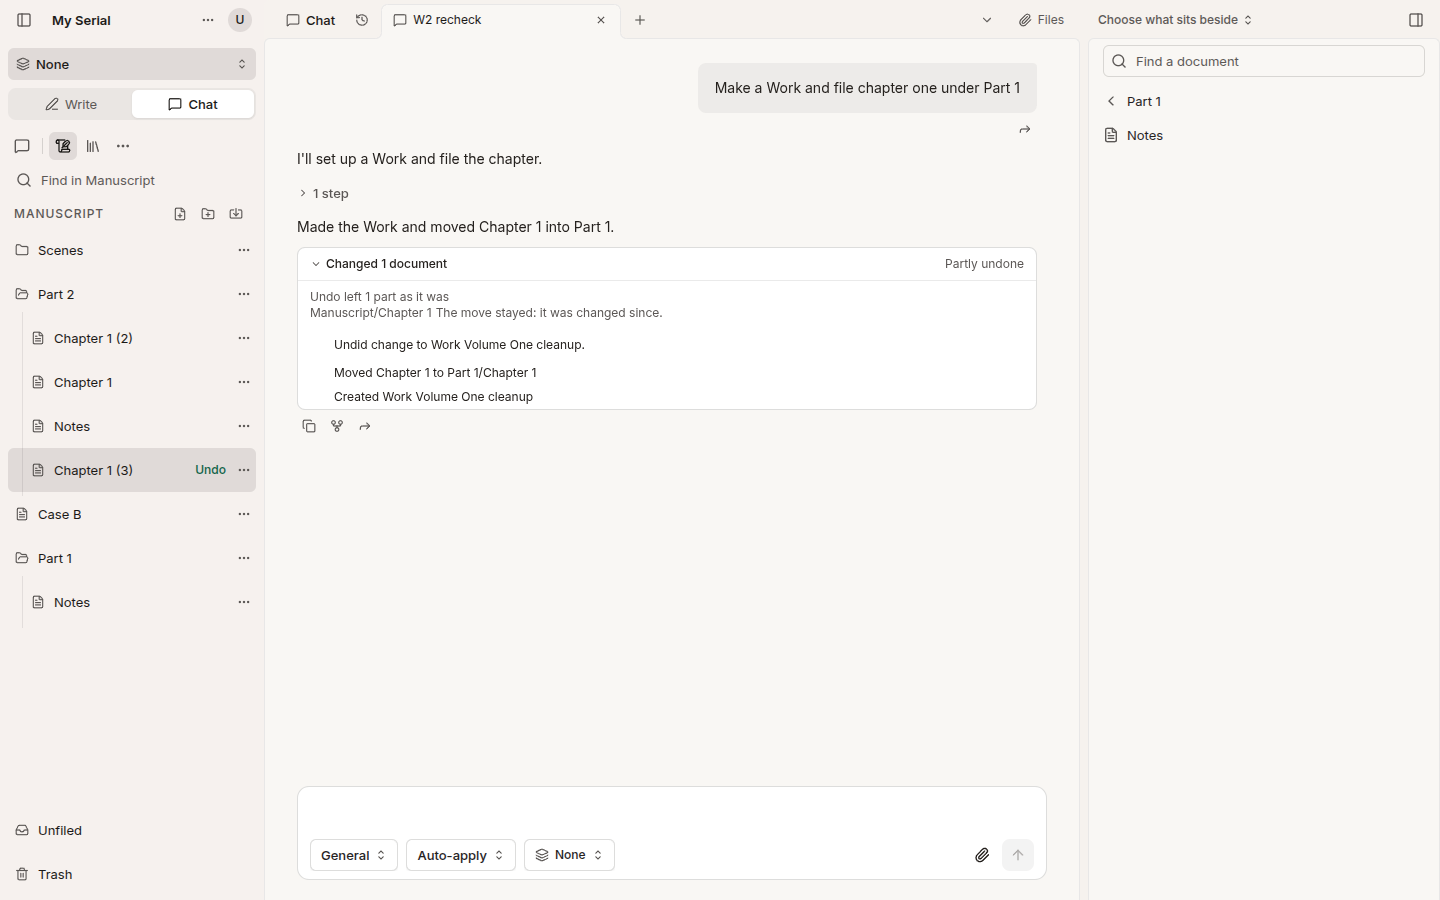 My Serial
U
None
Write
Chat
Find in Manuscript
MANUSCRIPT
Scenes
Part 2
Chapter 1 (2)
Chapter 1
Notes
Chapter 1 (3)
Undo
Case B
Part 1
Notes
Unfiled
Trash
Chat
W2 recheck
Files
Make a Work and file chapter one under Part 1
I'll set up a Work and file the chapter.
1 step
Made the Work and moved Chapter 1 into Part 1.
Changed 1 document
Partly undone
Undo left 1 part as it was
Manuscript/Chapter 1 The move stayed: it was changed since.
Undid change to Work Volume One cleanup.
Moved Chapter 1 to Part 1/Chapter 1
Created Work Volume One cleanup
General
Auto-apply
None
Choose what sits beside
Find a document
Part 1
Notes